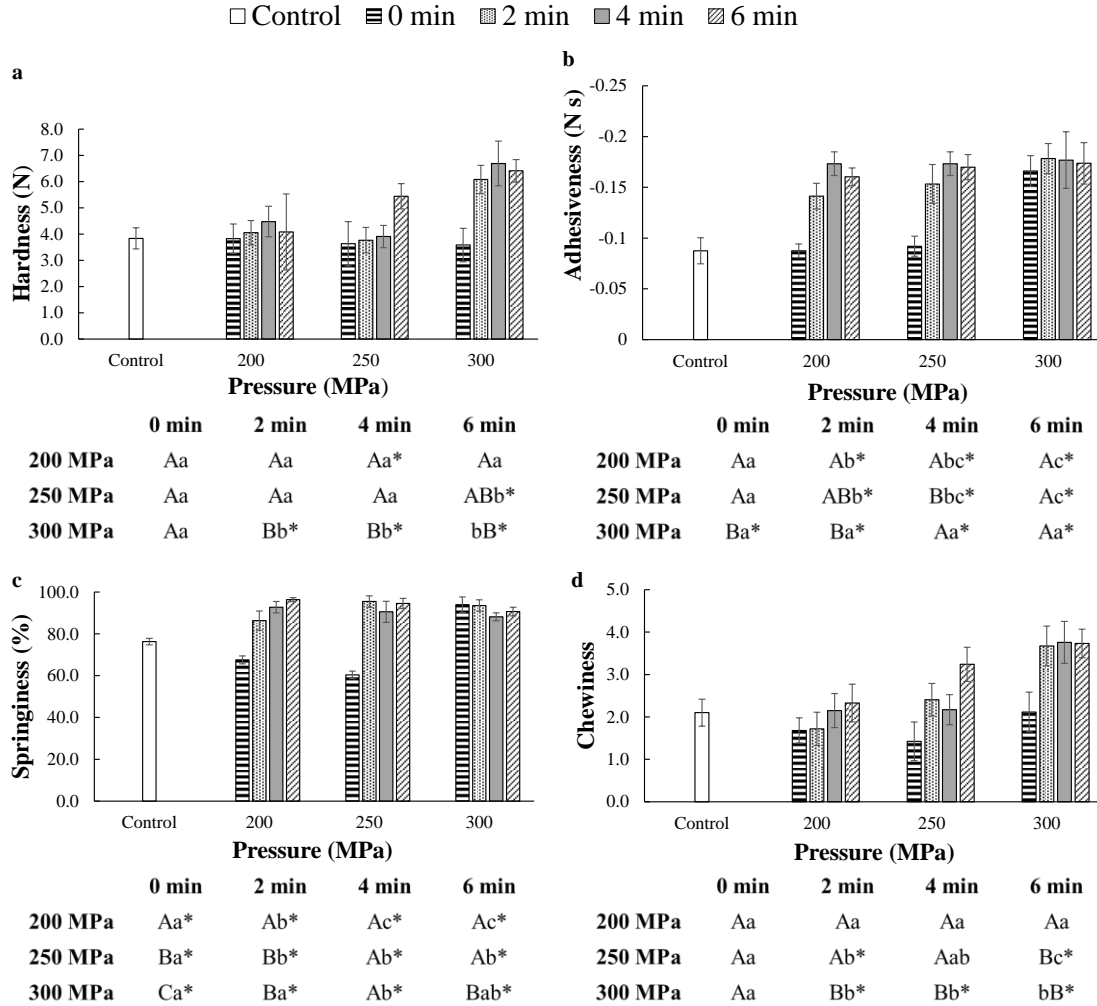 Control 0 min 2 min 4 min 6 min
a
Hardness (N)
8.0
7.0
6.0
5.0
4.0
3.0
2.0
1.0
0.0
Control 200 250 300
Pressure (MPa)
0 min 2 min 4 min 6 min
200 MPa Aa Aa Aa* Aa
250 MPa Aa Aa Aa ABb*
300 MPa Aa Bb* Bb* bB*
b
Adhesiveness (N s)
-0.25
-0.2
-0.15
-0.1
-0.05
0
Control 200 250 300
Pressure (MPa)
0 min 2 min 4 min 6 min
200 MPa Aa Ab* Abc* Ac*
250 MPa Aa ABb* Bbc* Ac*
300 MPa Ba* Ba* Aa* Aa*
c
Springiness (%)
100.0
80.0
60.0
40.0
20.0
0.0
Control 200 250 300
Pressure (MPa)
0 min 2 min 4 min 6 min
200 MPa Aa* Ab* Ac* Ac*
250 MPa Ba* Bb* Ab* Ab*
300 MPa Ca* Ba* Ab* Bab*
d
Chewiness
5.0
4.0
3.0
2.0
1.0
0.0
Control 200 250 300
Pressure (MPa)
0 min 2 min 4 min 6 min
200 MPa Aa Aa Aa Aa
250 MPa Aa Ab* Aab Bc*
300 MPa Aa Bb* Bb* bB*